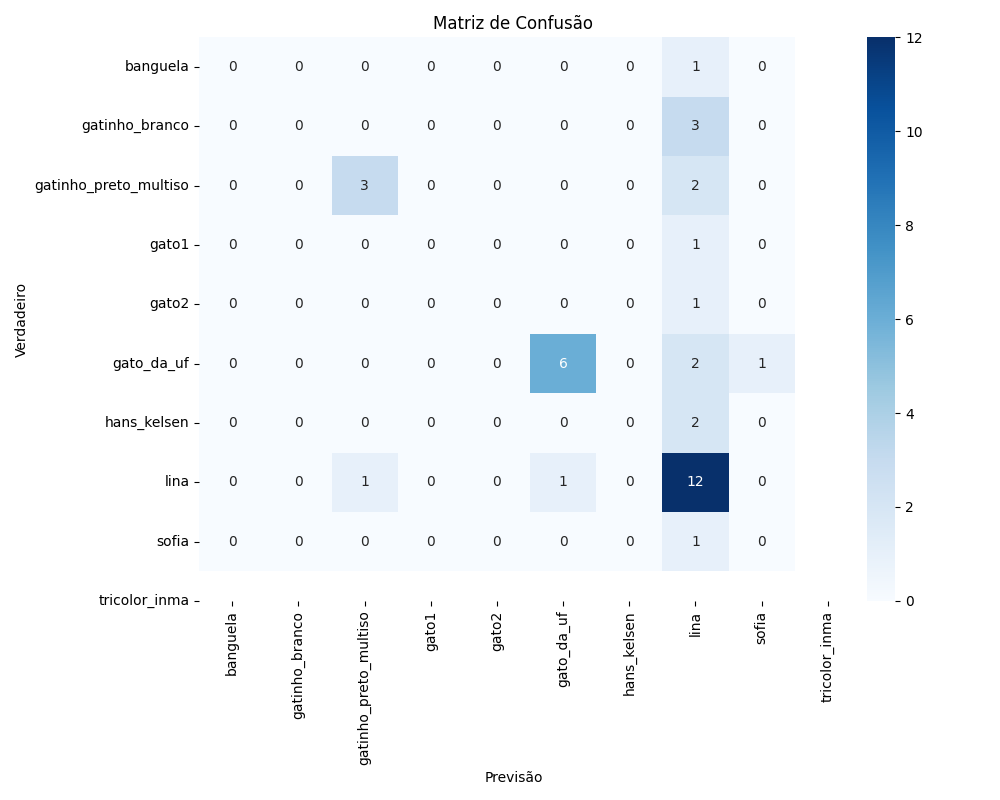 Matriz de Confusão
banguela 0 0 0 0 0 0 0 1 0
gatinho_branco 0 0 0 0 0 0 0 3 0
gatinho_preto_multiso 0 0 3 0 0 0 0 2 0
gato1 0 0 0 0 0 0 0 1 0
gato2 0 0 0 0 0 0 0 1 0
gato_da_uf 0 0 0 0 0 6 0 2 1
hans_kelsen 0 0 0 0 0 0 0 2 0
lina 0 0 1 0 0 1 0 12 0
sofia 0 0 0 0 0 0 0 1 0
tricolor_inma
Verdadeiro
banguela
gatinho_branco
gatinho_preto_multiso
gato1
gato2
gato_da_uf
hans_kelsen
lina
sofia
tricolor_inma
Previsão
12
10
8
6
4
2
0